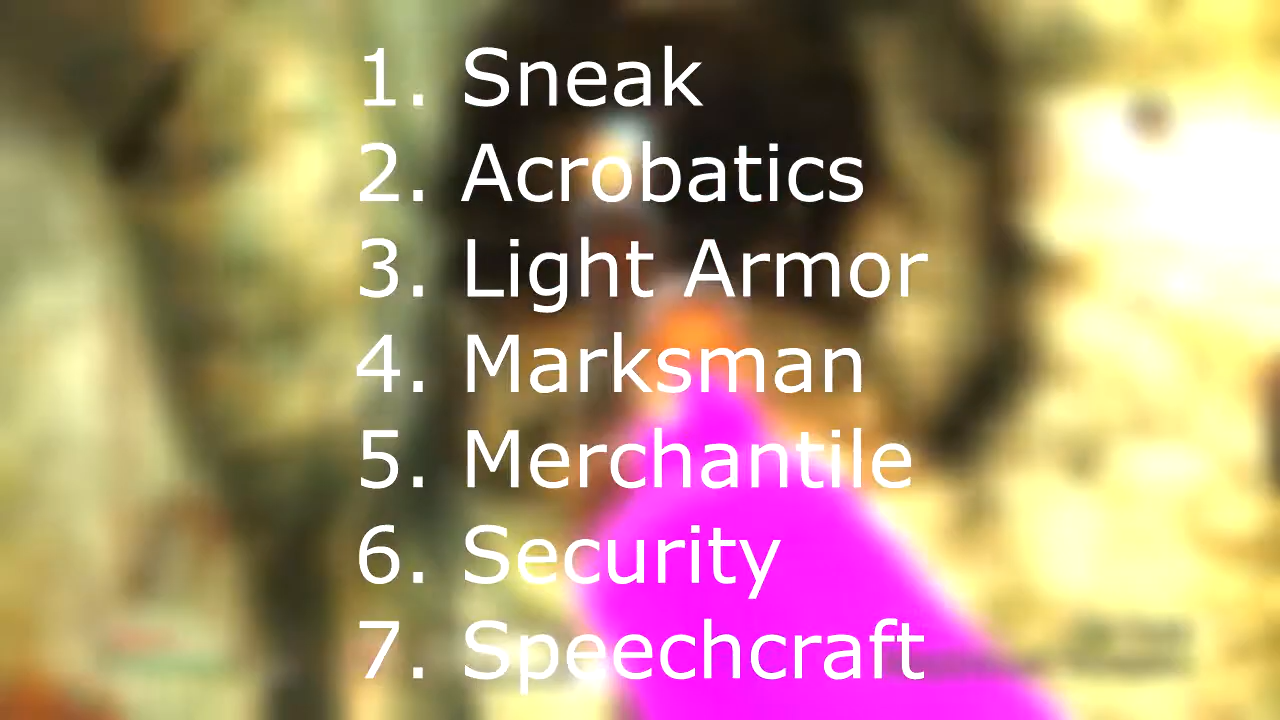 1. Sneak
2. Acrobatics
3. Light Armor
4. Marksman
5. Merchantile
6. Security
7. Speechcraft